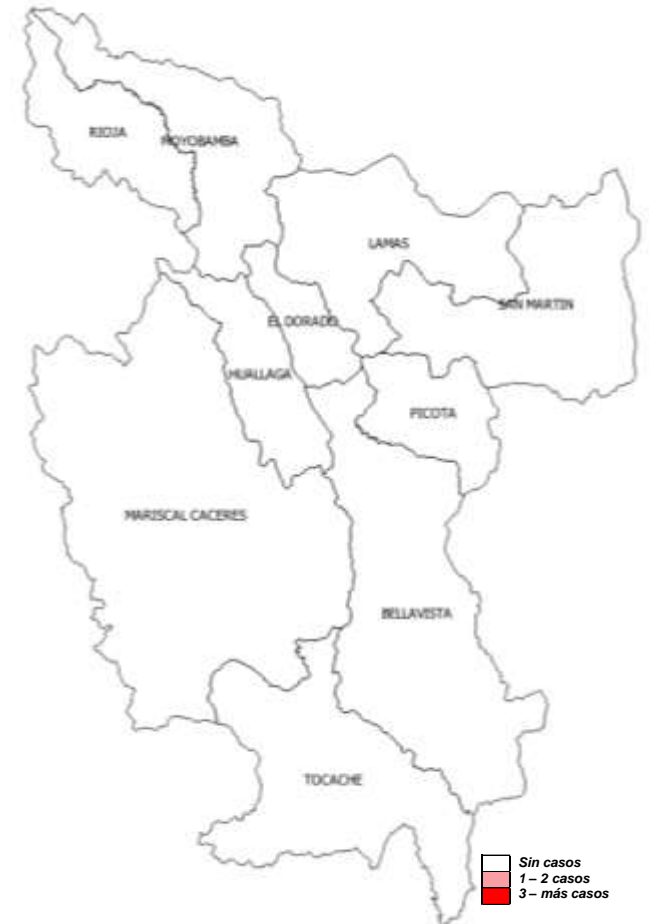 RIOJA
MOYOBAMBA
LAMAS
SAN MARTIN
EL DORADO
HUALLAGA
PICOTA
MARISCAL CACERES
BELLAVISTA
TOCACHE
Sin casos
1 – 2 casos
3 – más casos